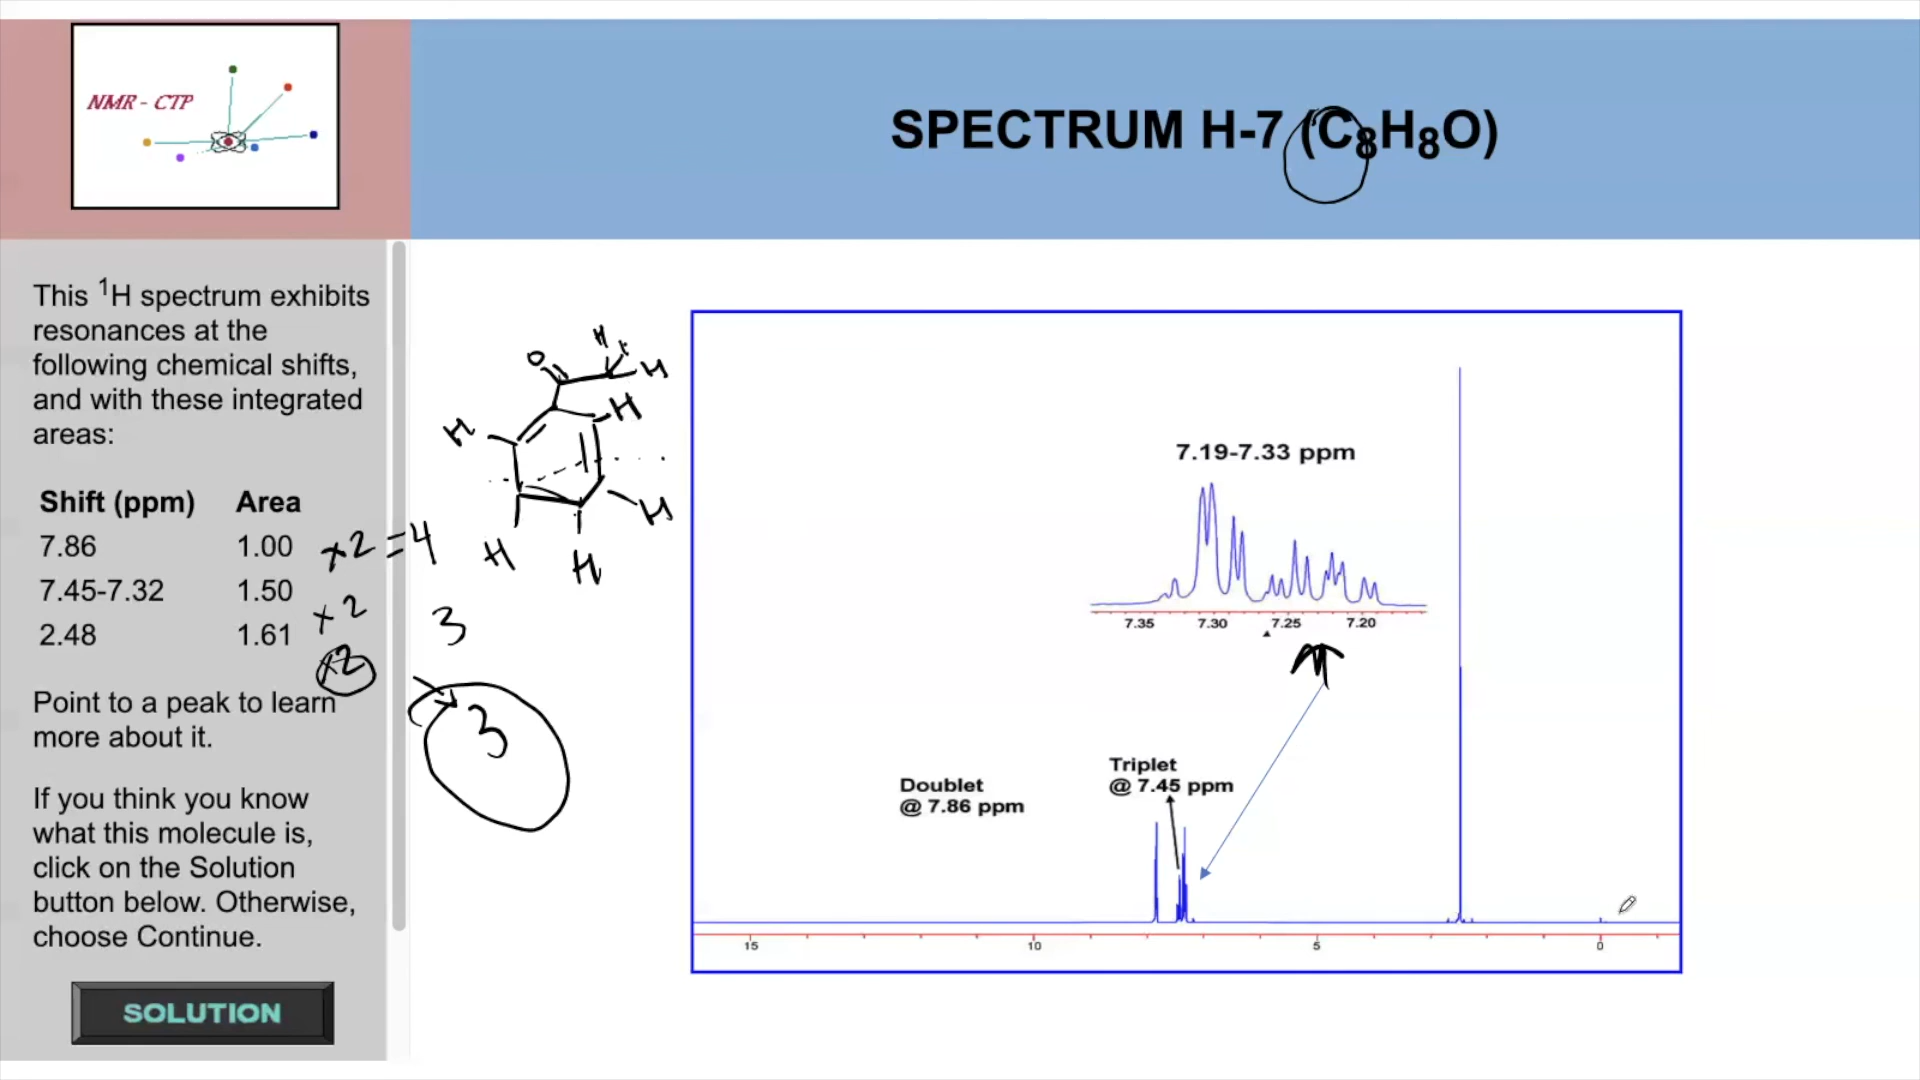 NMR - CTP
SPECTRUM H-7 (C₈H₈O)
This ¹H spectrum exhibits
resonances at the
following chemical shifts,
and with these integrated
areas:
Shift (ppm) Area
7.86 1.00 x2 = 4
7.45-7.32 1.50 x2 3
2.48 1.61 x2 3
Point to a peak to learn
more about it.
If you think you know
what this molecule is,
click on the Solution
button below. Otherwise,
choose Continue.
SOLUTION
H
O
H
H
H
H
H
H
7.19-7.33 ppm
7.35 7.30 7.25 7.20
Doublet
@ 7.86 ppm
Triplet
@ 7.45 ppm
15 10 5 0